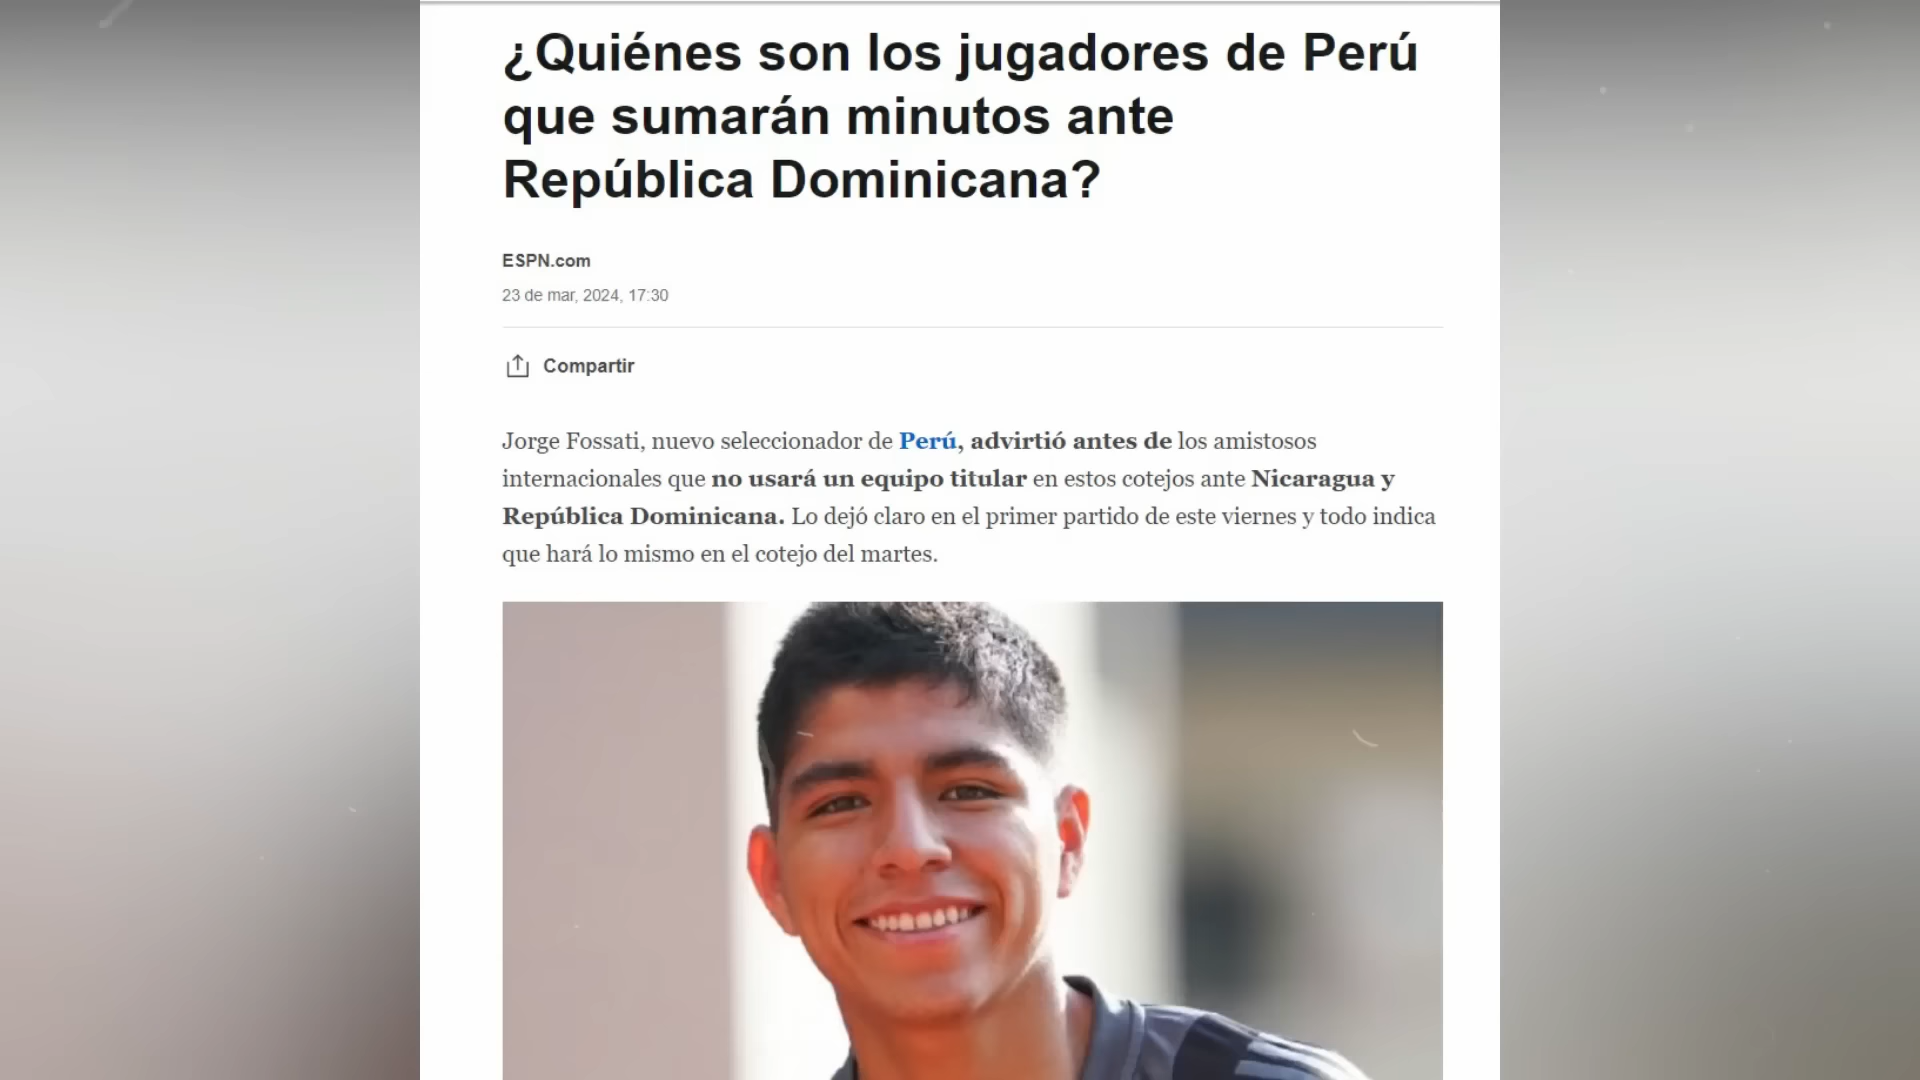 ¿Quiénes son los jugadores de Perú
que sumarán minutos ante
República Dominicana?
ESPN.com
23 de mar, 2024, 17:30
Compartir
Jorge Fossati, nuevo seleccionador de Perú, advirtió antes de los amistosos
internacionales que no usará un equipo titular en estos cotejos ante Nicaragua y
República Dominicana. Lo dejó claro en el primer partido de este viernes y todo indica
que hará lo mismo en el cotejo del martes.